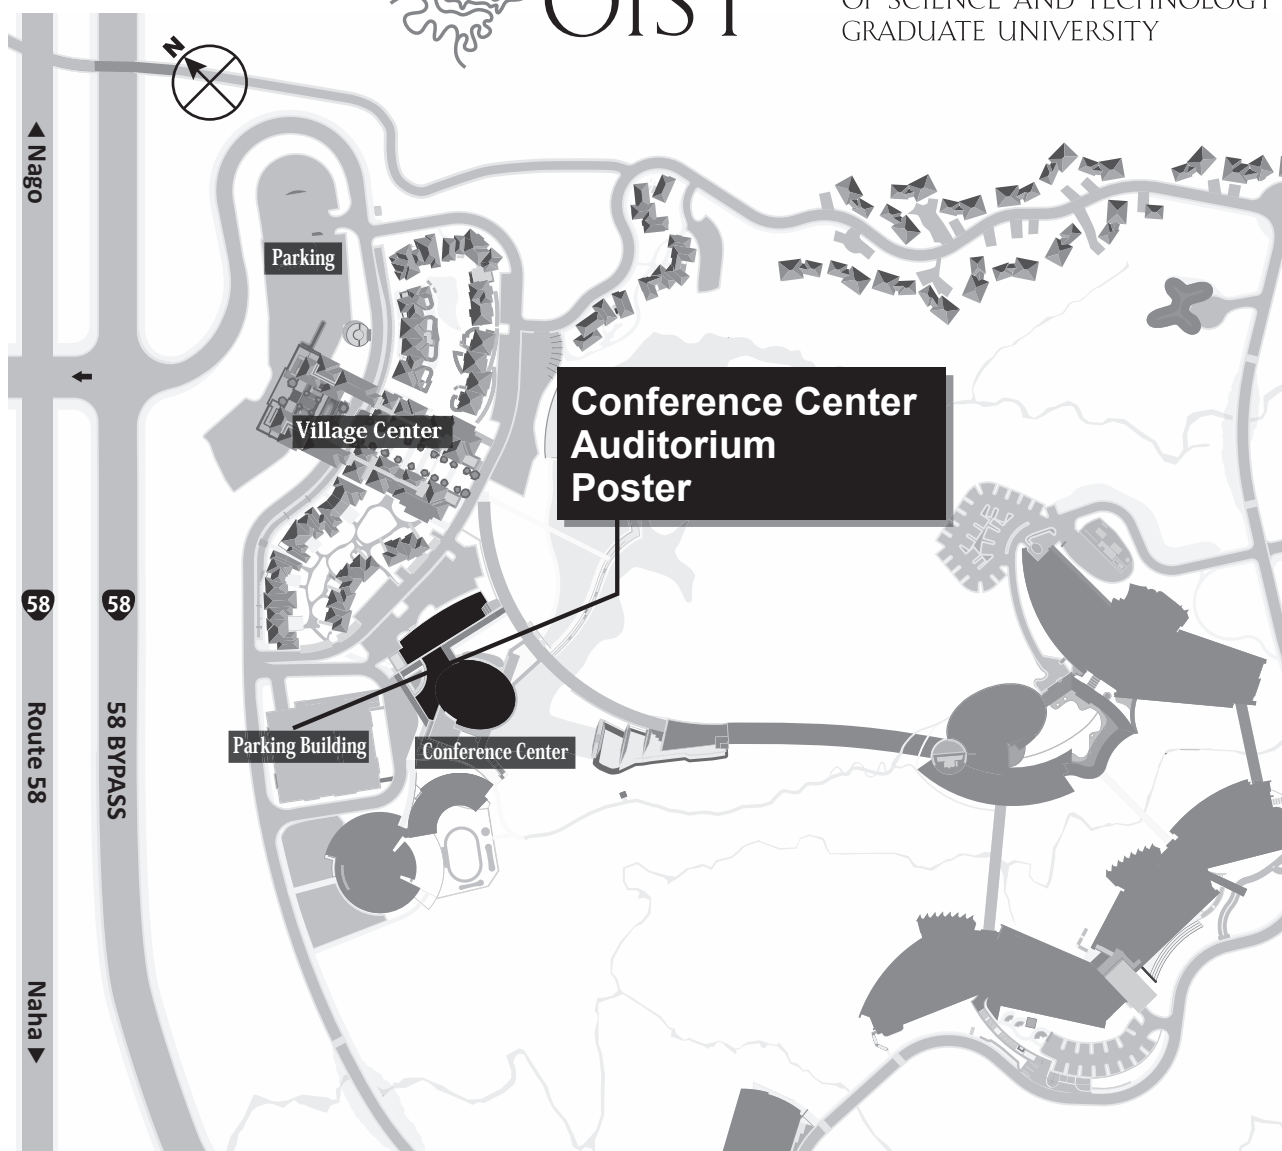 OIST
OF SCIENCE AND TECHNOLOGY
GRADUATE UNIVERSITY
N
Nago
Parking
Village Center
Conference Center
Auditorium
Poster
58
58
Route 58
58 BYPASS
Parking Building
Conference Center
Naha